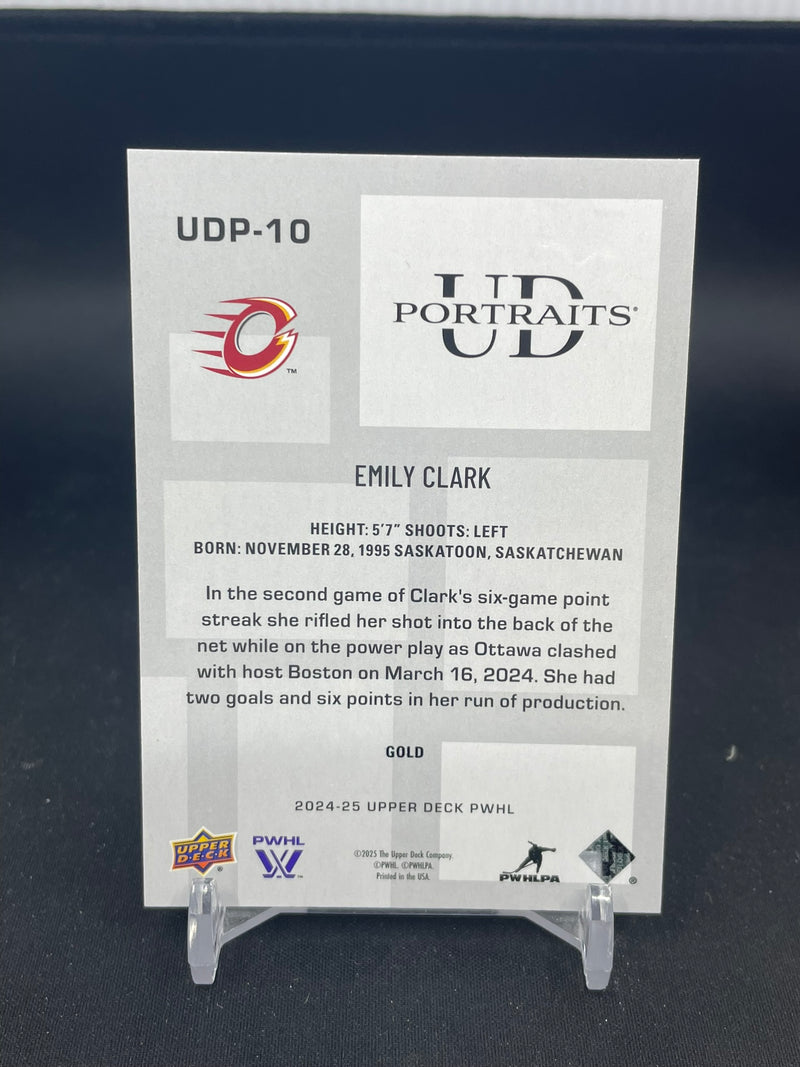 UDP-10
UD
PORTRAITS
™
EMILY CLARK
HEIGHT: 5'7" SHOOTS: LEFT
BORN: NOVEMBER 28, 1995 SASKATOON, SASKATCHEWAN
In the second game of Clark's six-game point
streak she rifled her shot into the back of the
net while on the power play as Ottawa clashed
with host Boston on March 16, 2024. She had
two goals and six points in her run of production.
GOLD
2024-25 UPPER DECK PWHL
UPPER
D·E·C·K
®
PWHL
™
©2025 The Upper Deck Company.
©PWHL. ©PWHLPA.
Printed in the USA.
PWHLPA
®